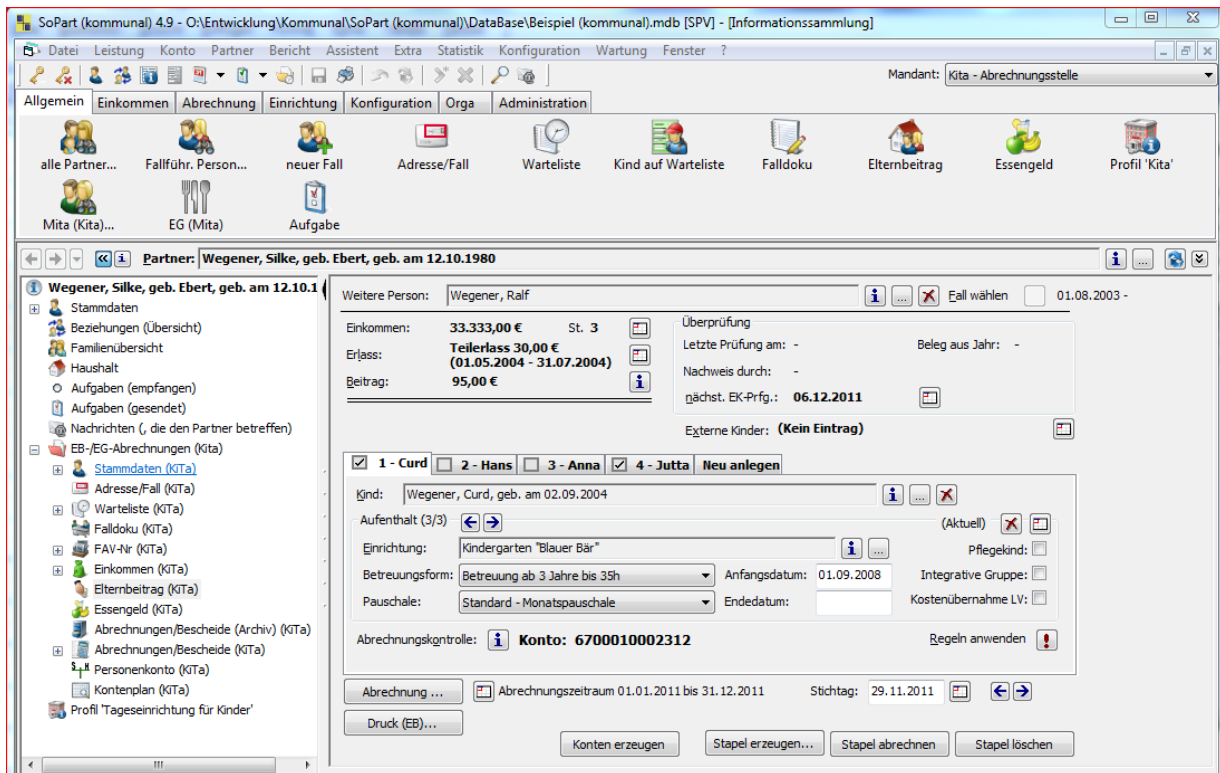 SoPart (kommunal) 4.9 - O:\Entwicklung\Kommunal\SoPart (kommunal)\DataBase\Beispiel (kommunal).mdb [SPV] - [Informationssammlung]
Datei Leistung Konto Partner Bericht Assistent Extra Statistik Konfiguration Wartung Fenster ?
Mandant: Kita - Abrechnungsstelle
Allgemein Einkommen Abrechnung Einrichtung Konfiguration Orga Administration
alle Partner... Fallführ. Person... neuer Fall Adresse/Fall Warteliste Kind auf Warteliste Falldoku Elternbeitrag Essengeld Profil 'Kita'
Mita (Kita)... EG (Mita) Aufgabe
Partner: Wegener, Silke, geb. Ebert, geb. am 12.10.1980
Wegener, Silke, geb. Ebert, geb. am 12.10.1
Stammdaten
Beziehungen (Übersicht)
Familienübersicht
Haushalt
Aufgaben (empfangen)
Aufgaben (gesendet)
Nachrichten (, die den Partner betreffen)
EB-/EG-Abrechnungen (Kita)
Stammdaten (KiTa)
Adresse/Fall (KiTa)
Warteliste (KiTa)
Falldoku (KiTa)
FAV-Nr (KiTa)
Einkommen (KiTa)
Elternbeitrag (KiTa)
Essengeld (KiTa)
Abrechnungen/Bescheide (Archiv) (KiTa)
Abrechnungen/Bescheide (KiTa)
Personenkonto (KiTa)
Kontenplan (KiTa)
Profil 'Tageseinrichtung für Kinder'
Weitere Person: Wegener, Ralf ... Fall wählen 01.08.2003 -
Einkommen: 33.333,00 € St. 3
Erlass: Teilerlass 30,00 €
(01.05.2004 - 31.07.2004)
Beitrag: 95,00 €
Überprüfung
Letzte Prüfung am: - Beleg aus Jahr: -
Nachweis durch: -
nächst. EK-Prfg.: 06.12.2011
Externe Kinder: (Kein Eintrag)
1 - Curd 2 - Hans 3 - Anna 4 - Jutta Neu anlegen
Kind: Wegener, Curd, geb. am 02.09.2004 ...
Aufenthalt (3/3) (Aktuell)
Einrichtung: Kindergarten "Blauer Bär" ... Pflegekind:
Betreuungsform: Betreuung ab 3 Jahre bis 35h Anfangsdatum: 01.09.2008 Integrative Gruppe:
Pauschale: Standard - Monatspauschale Endedatum: Kostenübernahme LV:
Abrechnungskontrolle: Konto: 6700010002312 Regeln anwenden
Abrechnung ... Abrechnungszeitraum 01.01.2011 bis 31.12.2011 Stichtag: 29.11.2011
Druck (EB)...
Konten erzeugen Stapel erzeugen... Stapel abrechnen Stapel löschen